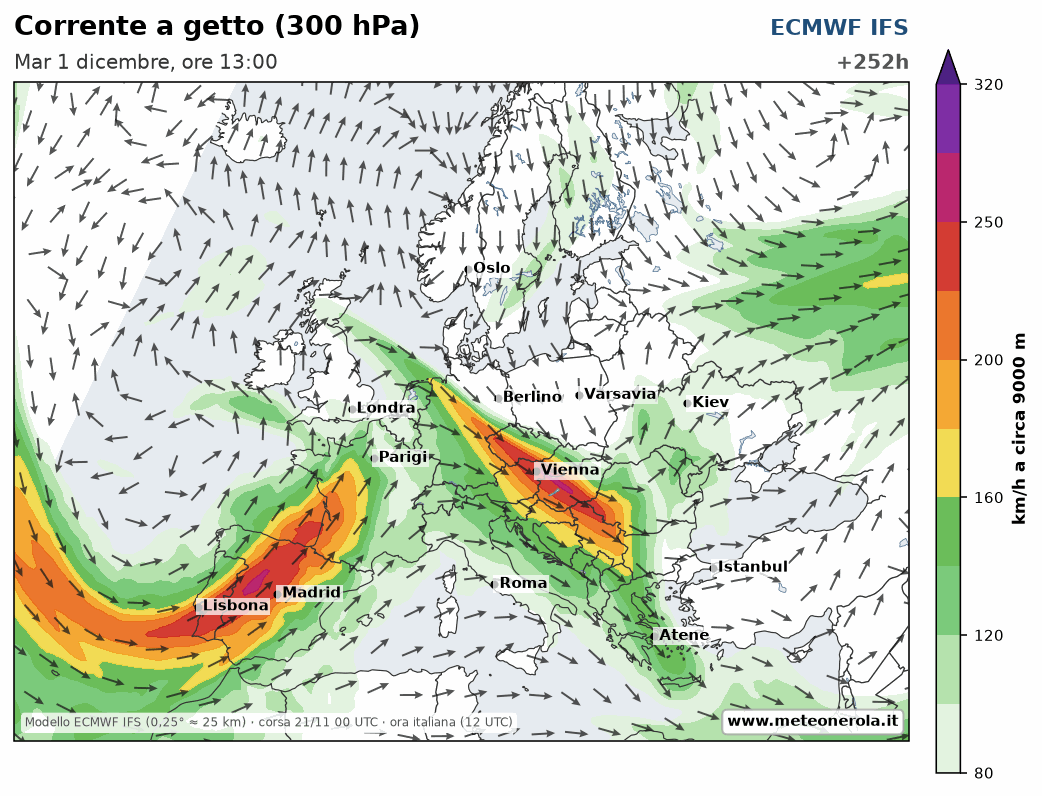 Corrente a getto (300 hPa)
ECMWF IFS
Mar 1 dicembre, ore 13:00
+252h
320
250
200
160
120
80
km/h a circa 9000 m
Oslo
Berlino
Varsavia
Kiev
Londra
Parigi
Vienna
Istanbul
Roma
Madrid
Lisbona
Atene
Modello ECMWF IFS (0,25° ≈ 25 km) · corsa 21/11 00 UTC · ora italiana (12 UTC)
www.meteonerola.it